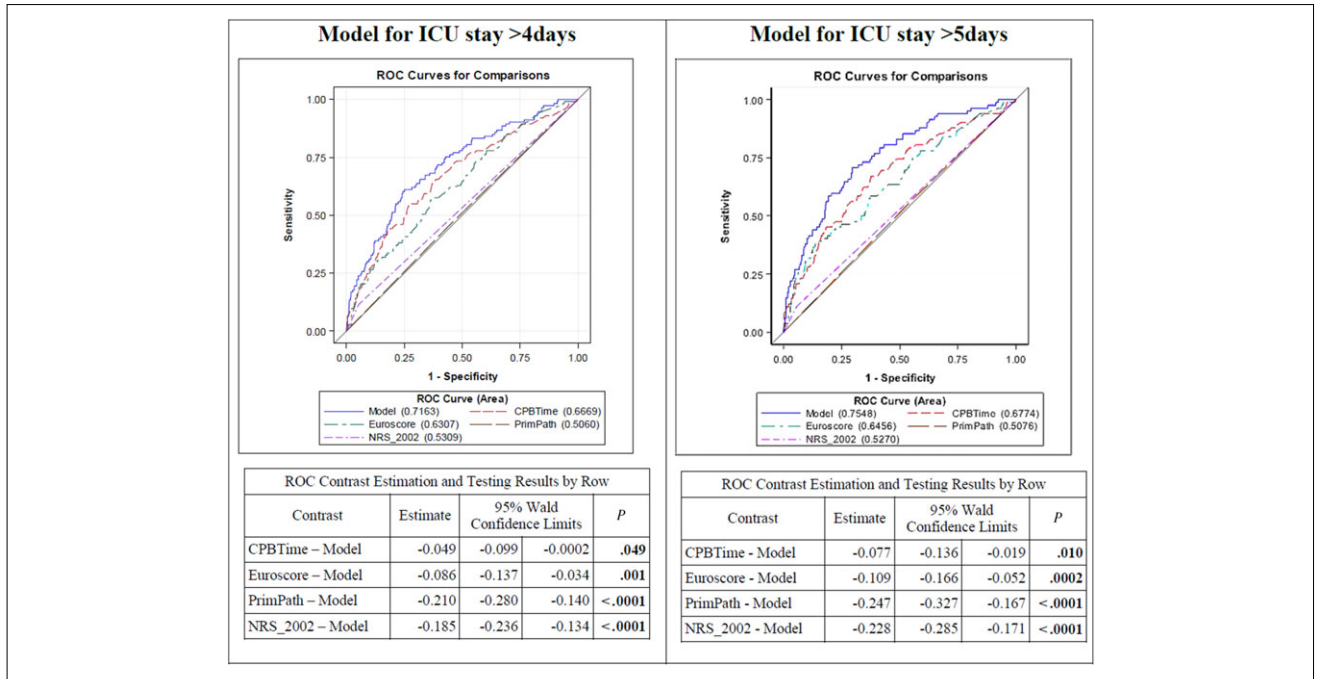 Model for ICU stay >4days
ROC Curves for Comparisons
1.00
0.75
0.50
0.25
0.00
Sensitivity
0.00 0.25 0.50 0.75 1.00
1 - Specificity
ROC Curve (Area)
Model (0.7163) CPBTime (0.6669)
Euroscore (0.6307) PrimPath (0.5060)
NRS_2002 (0.5309)
ROC Contrast Estimation and Testing Results by Row
Contrast Estimate 95% Wald Confidence Limits P
CPBTime – Model -0.049 -0.099 -0.0002 .049
Euroscore – Model -0.086 -0.137 -0.034 .001
PrimPath – Model -0.210 -0.280 -0.140 <.0001
NRS_2002 – Model -0.185 -0.236 -0.134 <.0001
Model for ICU stay >5days
ROC Curves for Comparisons
1.00
0.75
0.50
0.25
0.00
Sensitivity
0.00 0.25 0.50 0.75 1.00
1 - Specificity
ROC Curve (Area)
Model (0.7548) CPBTime (0.6774)
Euroscore (0.6456) PrimPath (0.5076)
NRS_2002 (0.5270)
ROC Contrast Estimation and Testing Results by Row
Contrast Estimate 95% Wald Confidence Limits P
CPBTime - Model -0.077 -0.136 -0.019 .010
Euroscore - Model -0.109 -0.166 -0.052 .0002
PrimPath - Model -0.247 -0.327 -0.167 <.0001
NRS_2002 - Model -0.228 -0.285 -0.171 <.0001